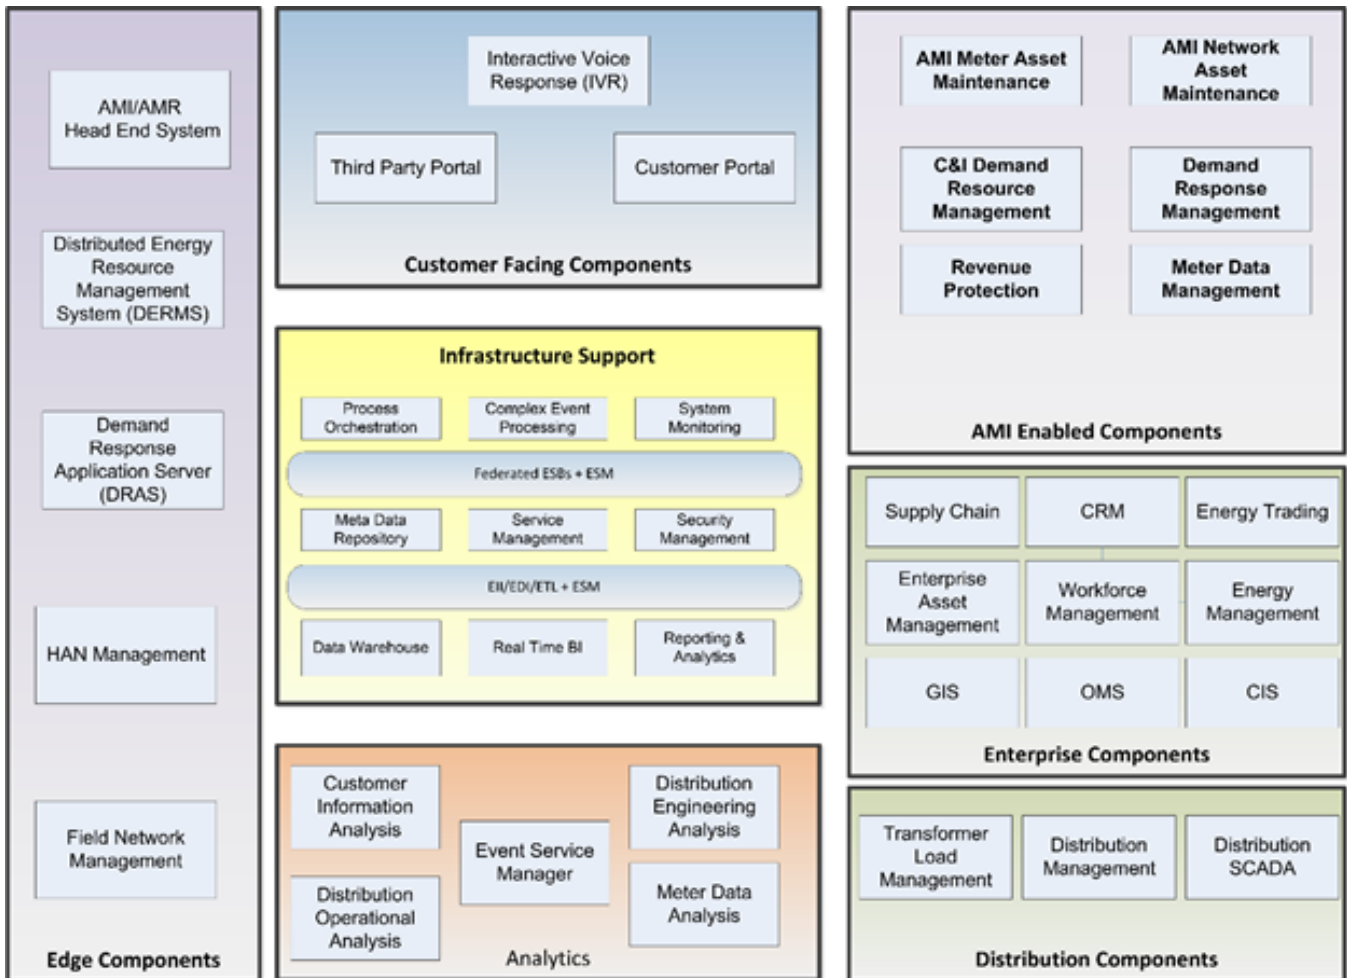 AMI/AMR
Head End System
Distributed Energy
Resource
Management
System (DERMS)
Demand
Response
Application Server
(DRAS)
HAN Management
Field Network
Management
Edge Components
Interactive Voice
Response (IVR)
Third Party Portal
Customer Portal
Customer Facing Components
Infrastructure Support
Process
Orchestration
Complex Event
Processing
System
Monitoring
Federated ESBs + ESM
Meta Data
Repository
Service
Management
Security
Management
EII/EDI/ETL + ESM
Data Warehouse
Real Time BI
Reporting &
Analytics
Customer
Information
Analysis
Distribution
Engineering
Analysis
Event Service
Manager
Distribution
Operational
Analysis
Meter Data
Analysis
Analytics
AMI Meter Asset
Maintenance
AMI Network
Asset
Maintenance
C&I Demand
Resource
Management
Demand
Response
Management
Revenue
Protection
Meter Data
Management
AMI Enabled Components
Supply Chain
CRM
Energy Trading
Enterprise
Asset
Management
Workforce
Management
Energy
Management
GIS
OMS
CIS
Enterprise Components
Transformer
Load
Management
Distribution
Management
Distribution
SCADA
Distribution Components